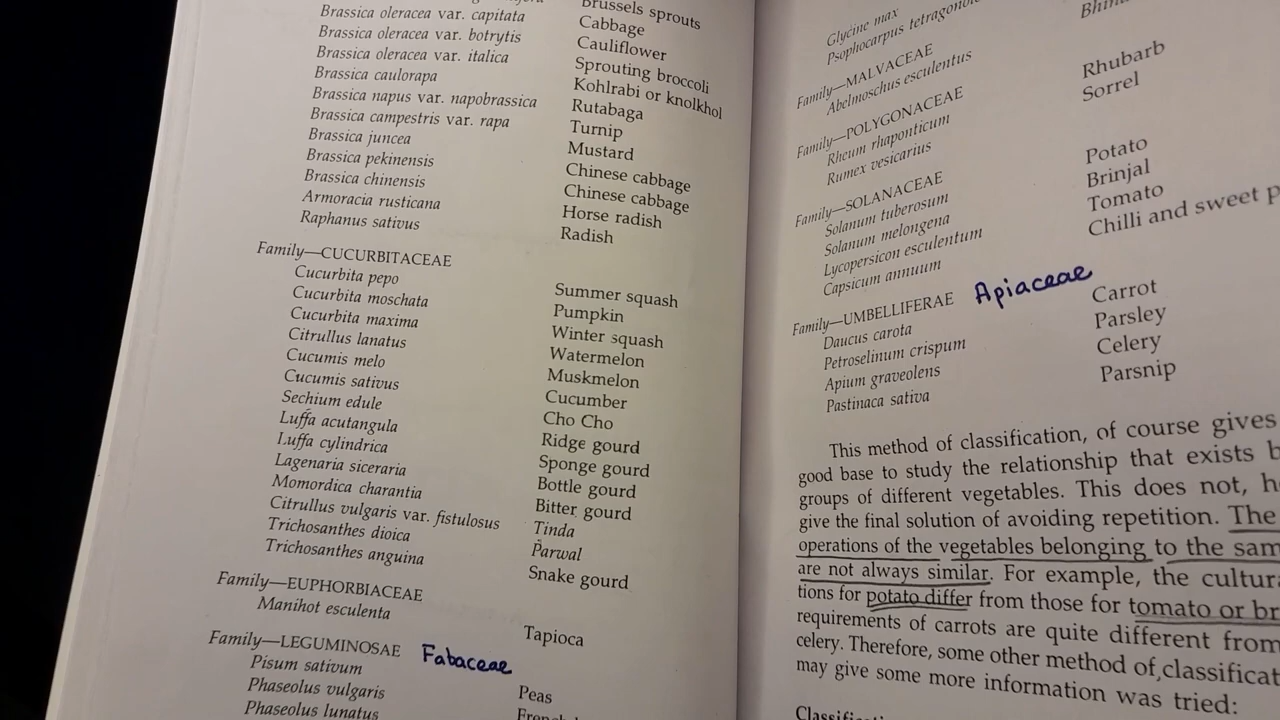 Brussels sprouts
Brassica oleracea var. capitata Cabbage
Brassica oleracea var. botrytis Cauliflower
Brassica oleracea var. italica Sprouting broccoli
Brassica caulorapa Kohlrabi or knolkhol
Brassica napus var. napobrassica Rutabaga
Brassica campestris var. rapa Turnip
Brassica juncea Mustard
Brassica pekinensis Chinese cabbage
Brassica chinensis Chinese cabbage
Armoracia rusticana Horse radish
Raphanus sativus Radish
Family—CUCURBITACEAE
Cucurbita pepo Summer squash
Cucurbita moschata Pumpkin
Cucurbita maxima Winter squash
Citrullus lanatus Watermelon
Cucumis melo Muskmelon
Cucumis sativus Cucumber
Sechium edule Cho Cho
Luffa acutangula Ridge gourd
Luffa cylindrica Sponge gourd
Lagenaria siceraria Bottle gourd
Momordica charantia Bitter gourd
Citrullus vulgaris var. fistulosus Tinda
Trichosanthes dioica Parwal
Trichosanthes anguina Snake gourd
Family—EUPHORBIACEAE
Manihot esculenta Tapioca
Family—LEGUMINOSAE Fabaceae
Pisum sativum Peas
Phaseolus vulgaris
Phaseolus lunatus
Glycine max
Psophocarpus
Family—MALVACEAE
Abelmoschus esculentus
Family—POLYGONACEAE
Rheum rhaponticum Rhubarb
Rumex vesicarius Sorrel
Family—SOLANACEAE
Solanum tuberosum Potato
Solanum melongena Brinjal
Lycopersicon esculentum Tomato
Capsicum annuum Chilli and sweet
Family—UMBELLIFERAE Apiaceae
Daucus carota Carrot
Petroselinum crispum Parsley
Apium graveolens Celery
Pastinaca sativa Parsnip
This method of classification, of course gives
good base to study the relationship that exists
groups of different vegetables. This does not,
give the final solution of avoiding repetition. The
operations of the vegetables belonging to the
are not always similar. For example, the
tions for potato differ from those for tomato or
requirements of carrots are quite different from
celery. Therefore, some other method of classificat
may give some more information was tried: